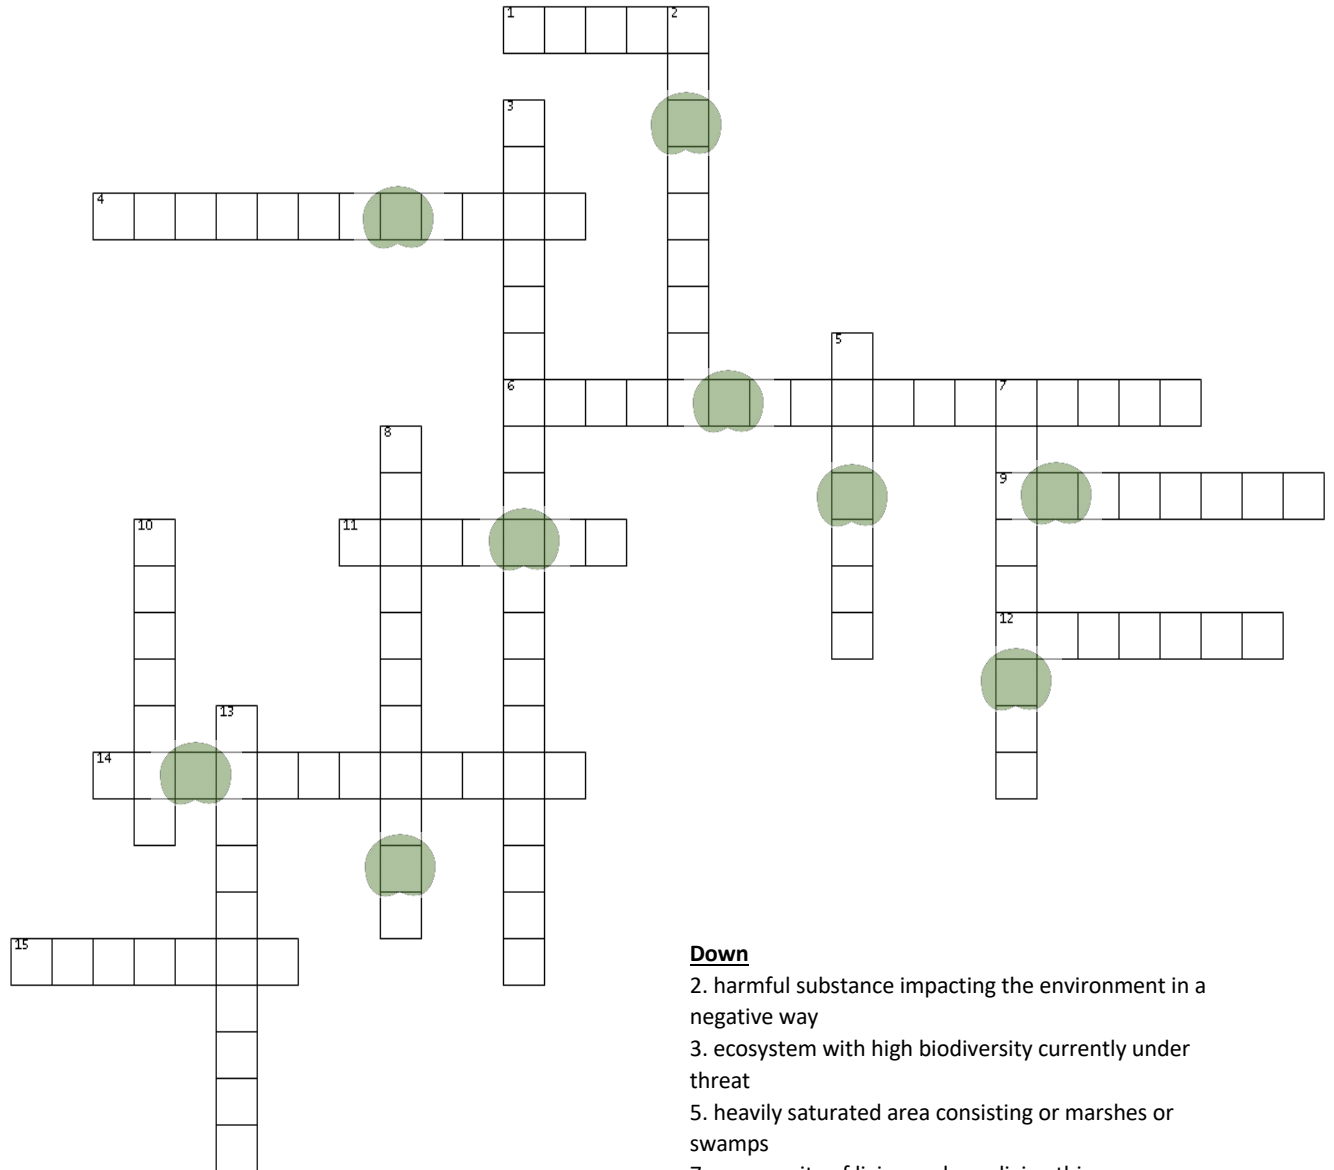 1
2
3
4
5
6
7
8
9
10
11
12
13
14
15
Down
2. harmful substance impacting the environment in a
negative way
3. ecosystem with high biodiversity currently under
threat
5. heavily saturated area consisting or marshes or
swamps